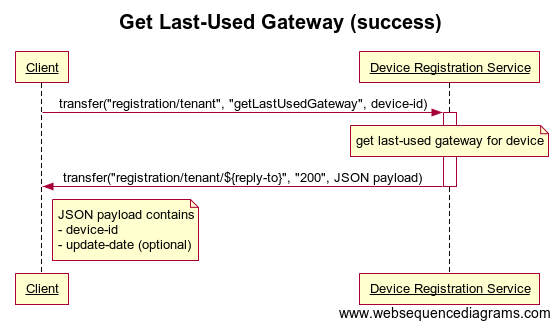 Get Last-Used Gateway (success)
Client
Device Registration Service
transfer("registration/tenant", "getLastUsedGateway", device-id)
get last-used gateway for device
transfer("registration/tenant/${reply-to}", "200", JSON payload)
JSON payload contains
- device-id
- update-date (optional)
Client
Device Registration Service
www.websequencediagrams.com